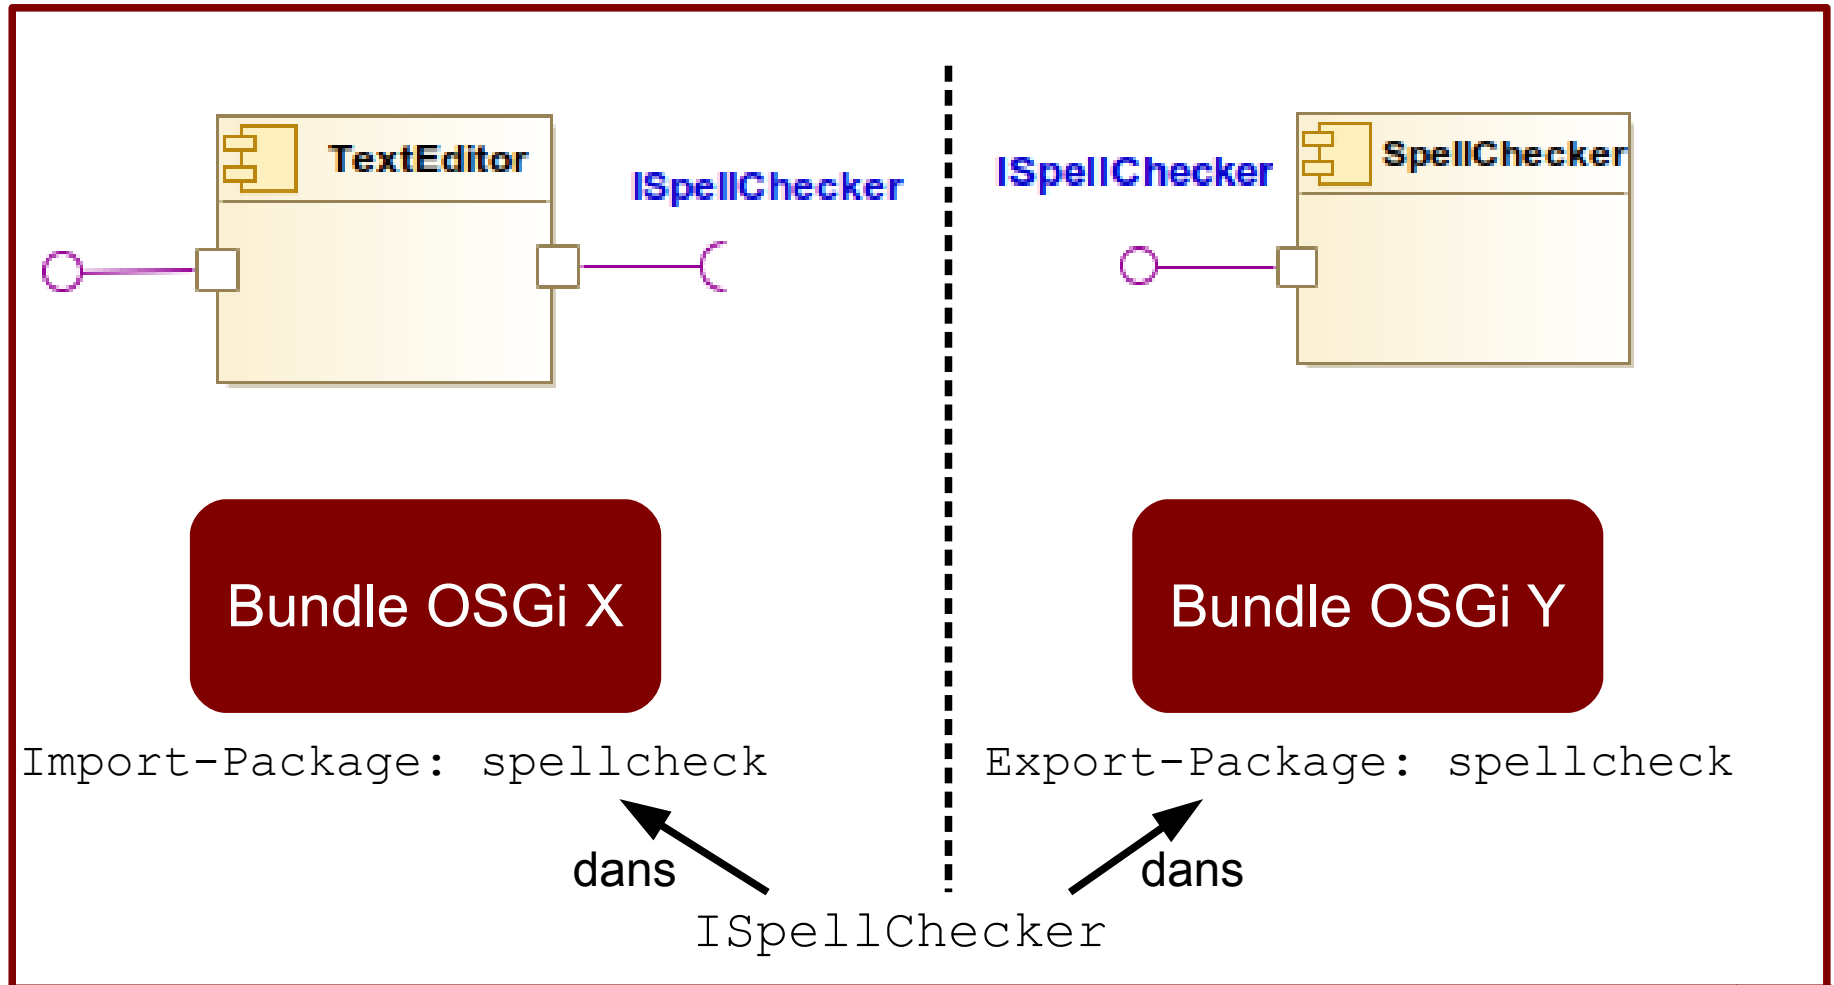 TextEditor
ISpellChecker
ISpellChecker
SpellChecker
Bundle OSGi X
Bundle OSGi Y
Import-Package: spellcheck
Export-Package: spellcheck
dans
dans
ISpellChecker